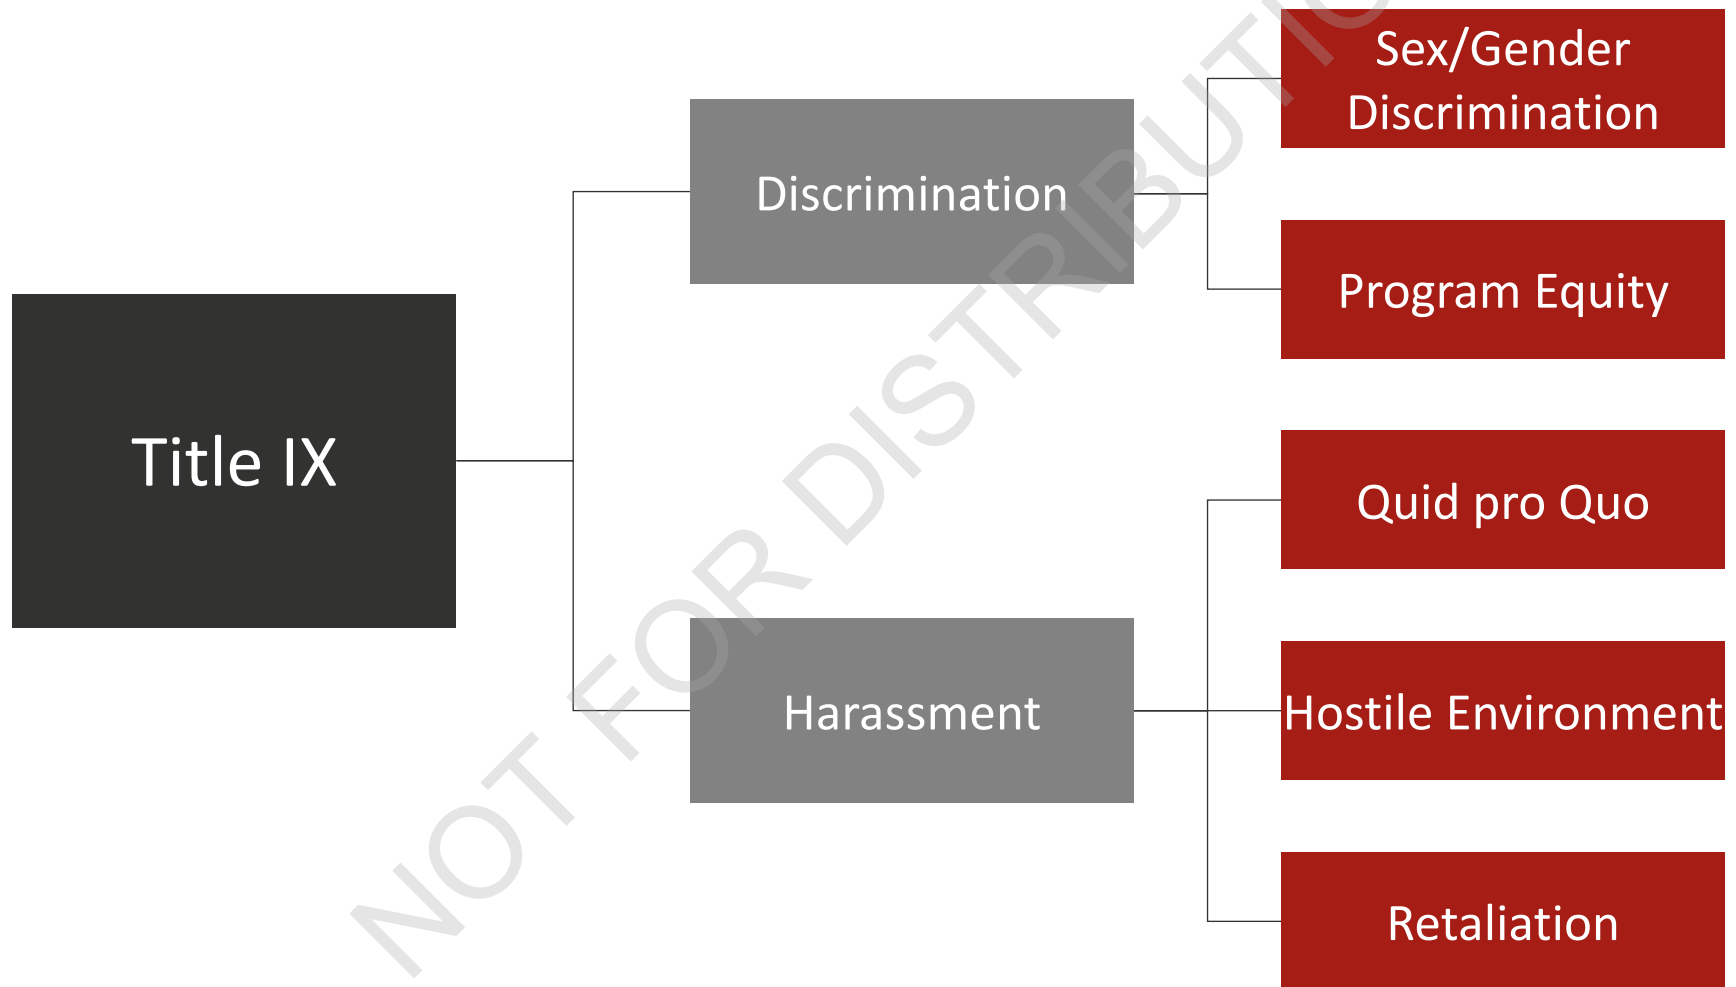 Title IX
Discrimination
Harassment
Sex/Gender
Discrimination
Program Equity
Quid pro Quo
Hostile Environment
Retaliation
NOT FOR DISTRIBUTIO